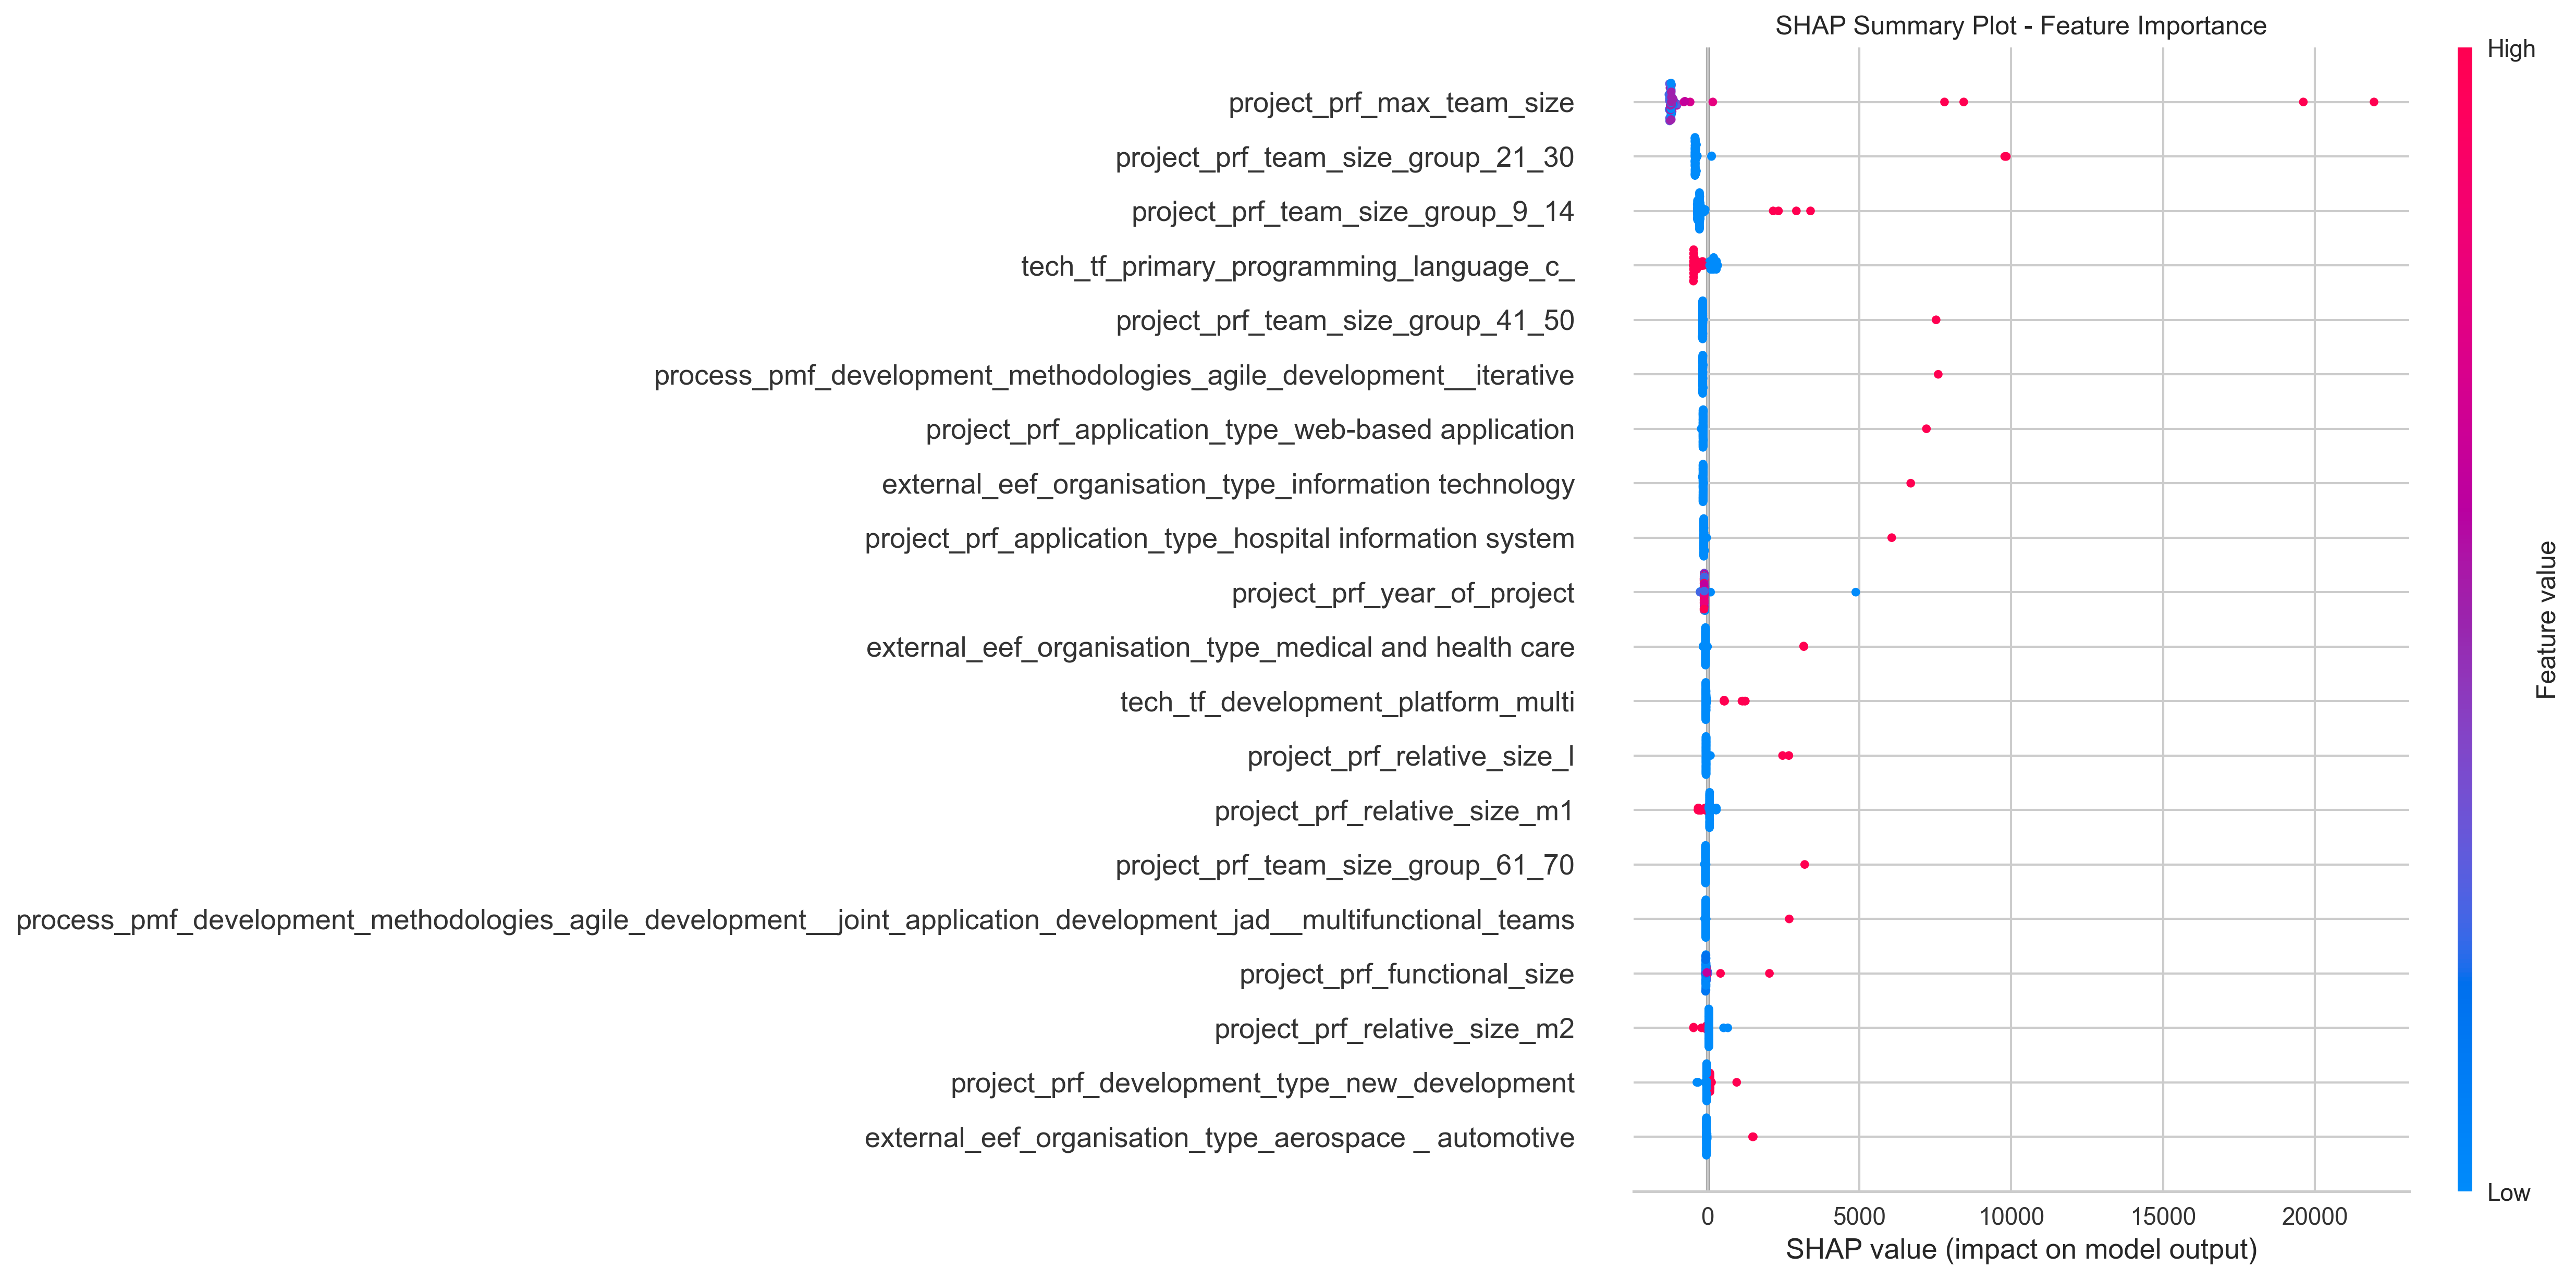 SHAP Summary Plot - Feature Importance
High
project_prf_max_team_size
project_prf_team_size_group_21_30
project_prf_team_size_group_9_14
tech_tf_primary_programming_language_c_
project_prf_team_size_group_41_50
process_pmf_development_methodologies_agile_development__iterative
project_prf_application_type_web-based application
external_eef_organisation_type_information technology
project_prf_application_type_hospital information system
project_prf_year_of_project
external_eef_organisation_type_medical and health care
tech_tf_development_platform_multi
project_prf_relative_size_l
project_prf_relative_size_m1
project_prf_team_size_group_61_70
process_pmf_development_methodologies_agile_development__joint_application_development_jad__multifunctional_teams
project_prf_functional_size
project_prf_relative_size_m2
project_prf_development_type_new_development
external_eef_organisation_type_aerospace _ automotive
Feature value
Low
0 5000 10000 15000 20000
SHAP value (impact on model output)